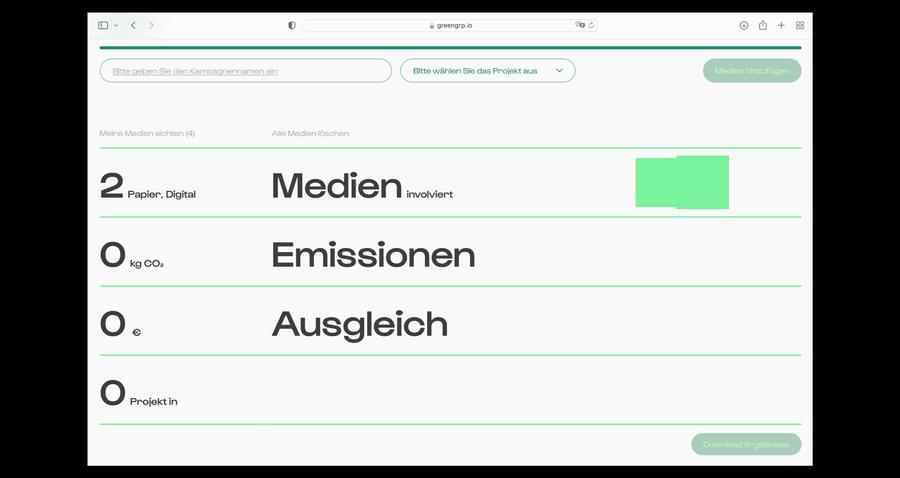 greengrp.io
Bitte geben Sie den Kampagnennamen ein
Bitte wählen Sie das Projekt aus
Medien hinzufügen
Meine Medien sichten (4)
Alle Medien löschen
2 Papier, Digital
Medien involviert
0 kg CO₂
Emissionen
0 €
Ausgleich
0 Projekt in
Download Ergebnisse